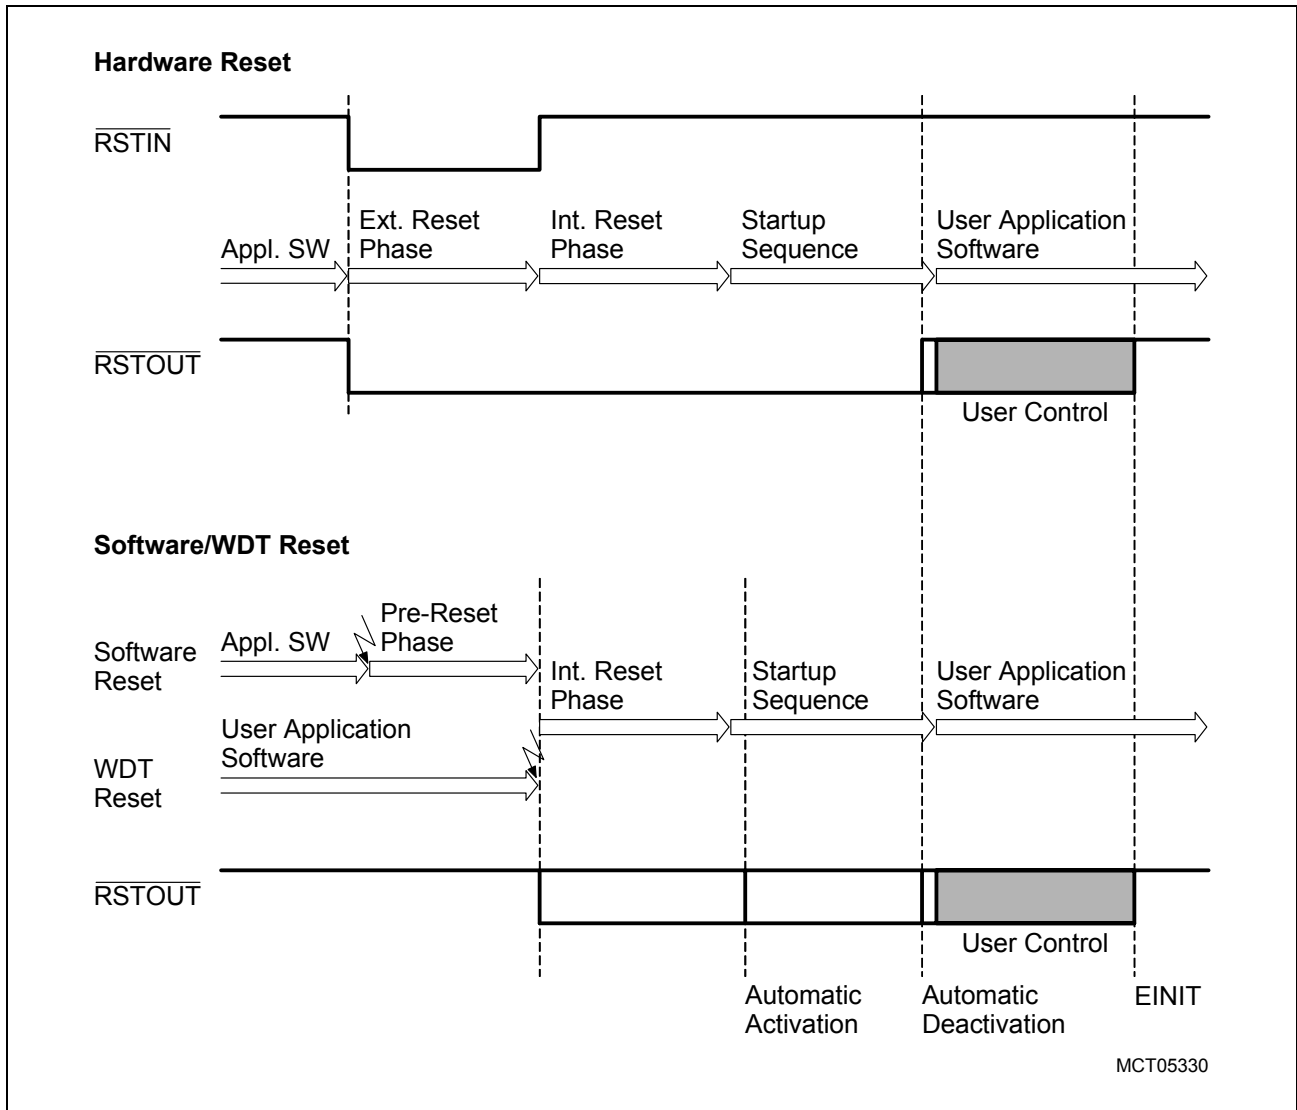 Hardware Reset
RSTIN
Appl. SW
Ext. Reset
Phase
Int. Reset
Phase
Startup
Sequence
User Application
Software
RSTOUT
User Control
Software/WDT Reset
Software
Reset
Appl. SW
Pre-Reset
Phase
Int. Reset
Phase
Startup
Sequence
User Application
Software
WDT
Reset
User Application
Software
RSTOUT
User Control
Automatic
Activation
Automatic
Deactivation
EINIT
MCT05330